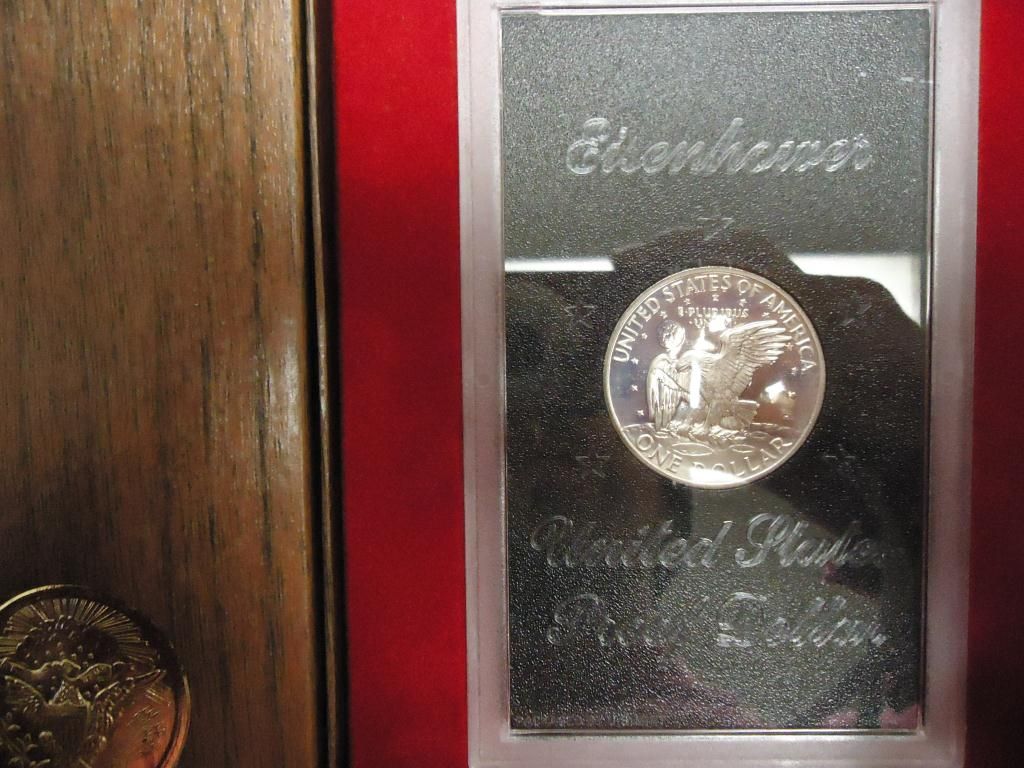 Eisenhower
UNITED STATES OF AMERICA
E·PLURIBUS
UNUM
ONE DOLLAR
United States
Proof Dollar